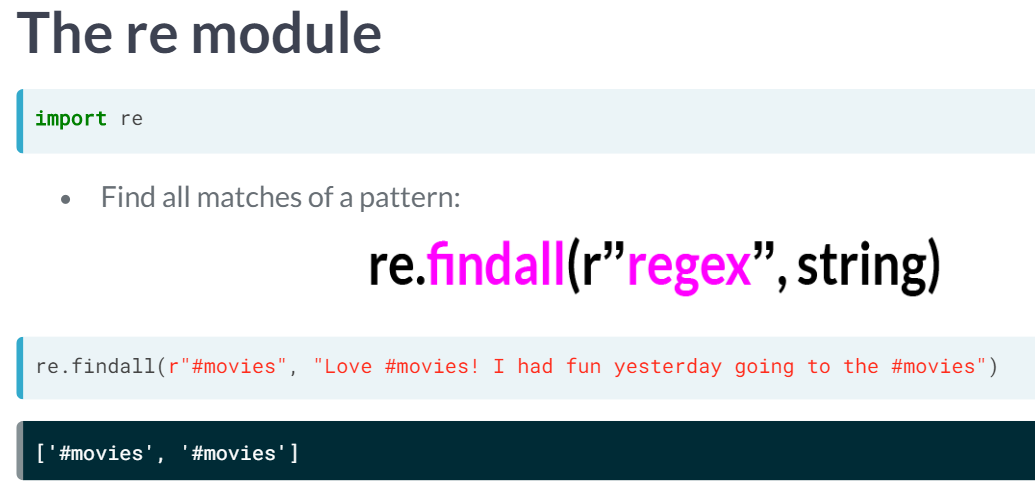 The re module
import re
• Find all matches of a pattern:
re.findall(r”regex”, string)
re.findall(r"#movies", "Love #movies! I had fun yesterday going to the #movies")
['#movies', '#movies']